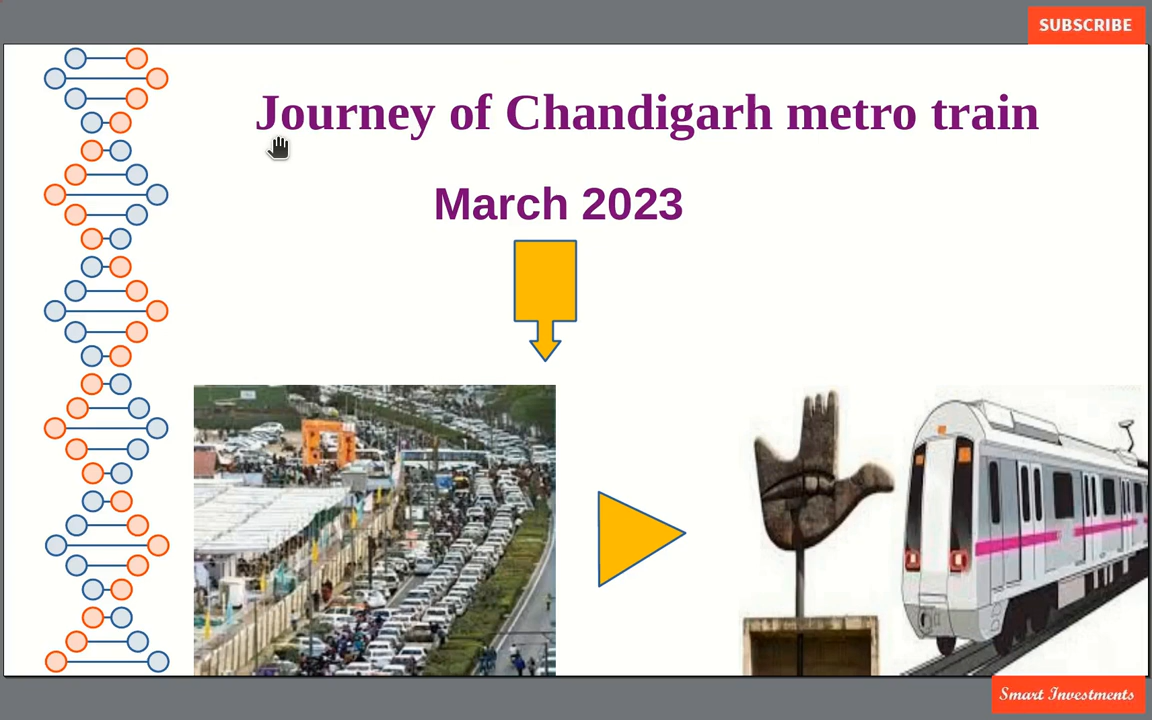 SUBSCRIBE
Journey of Chandigarh metro train
March 2023
Smart Investments